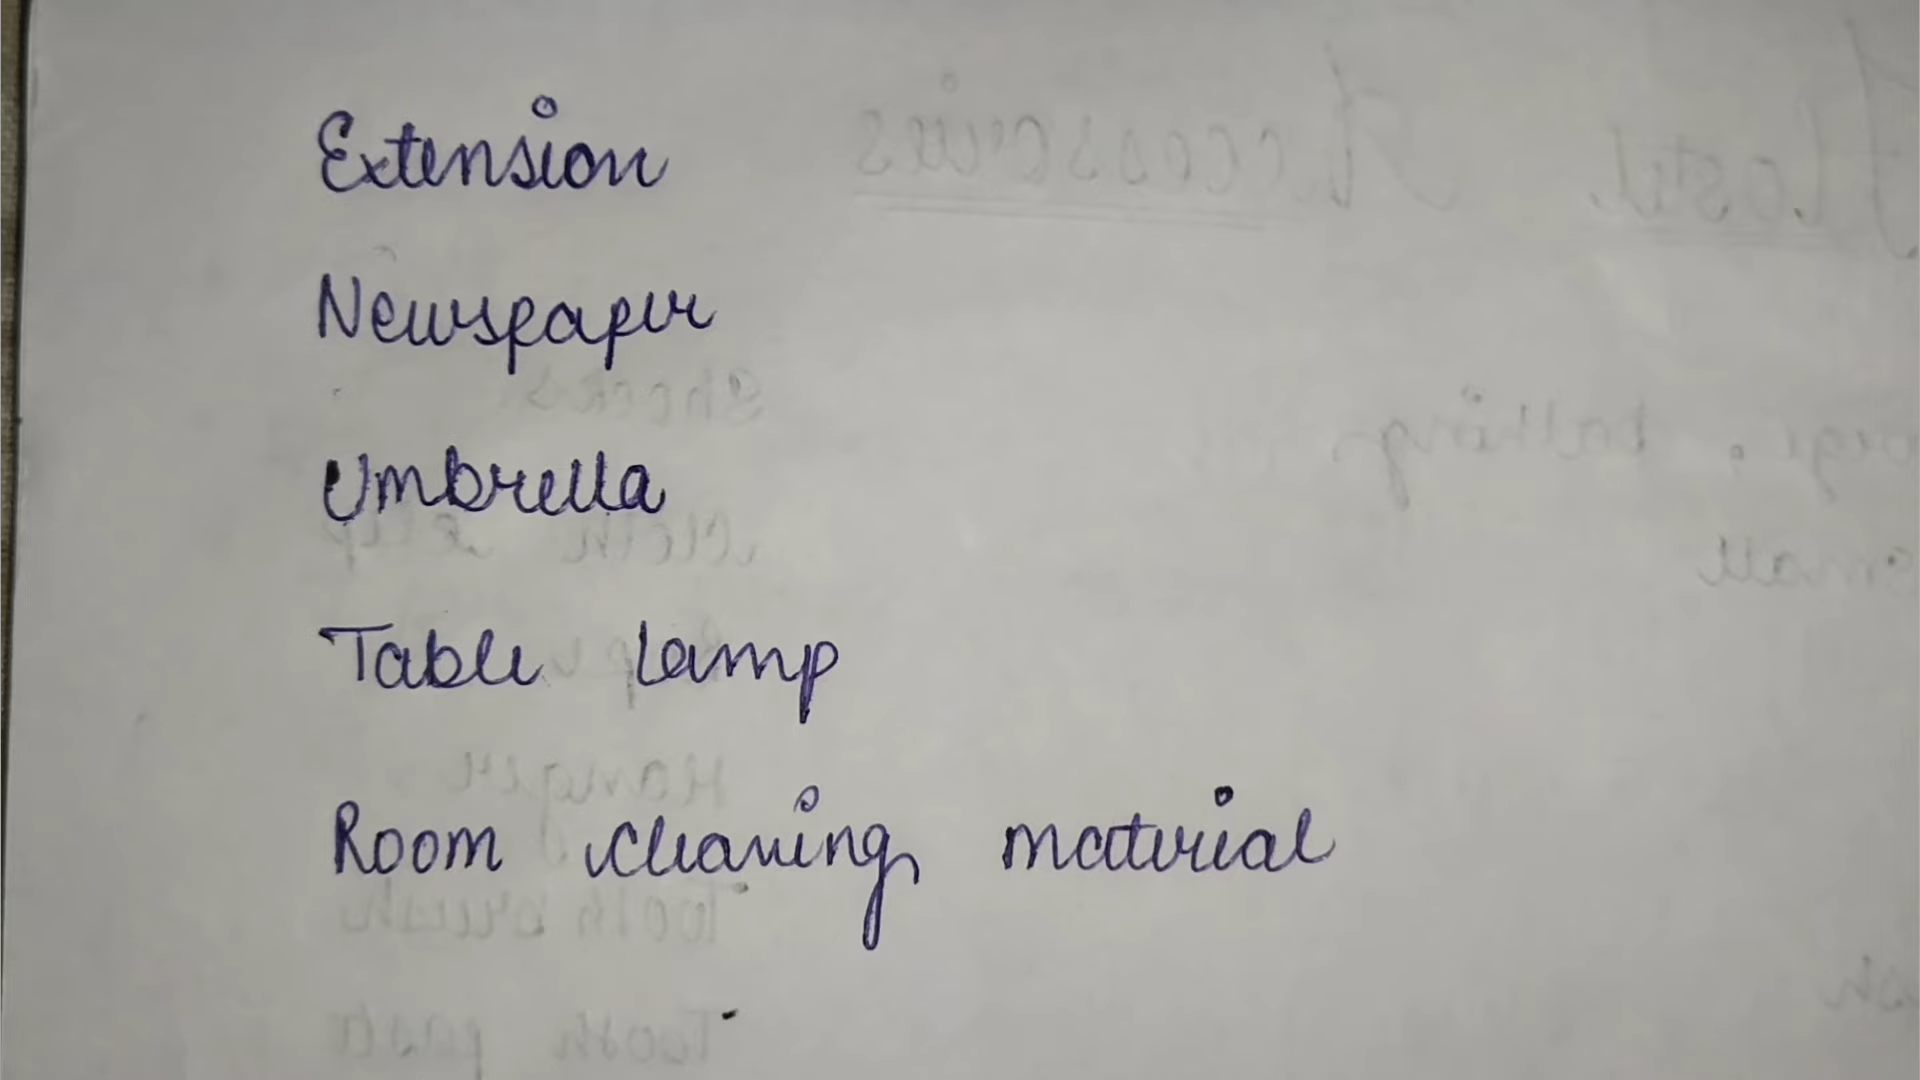 Extension
Newspaper
Umbrella
Table lamp
Room cleaning material